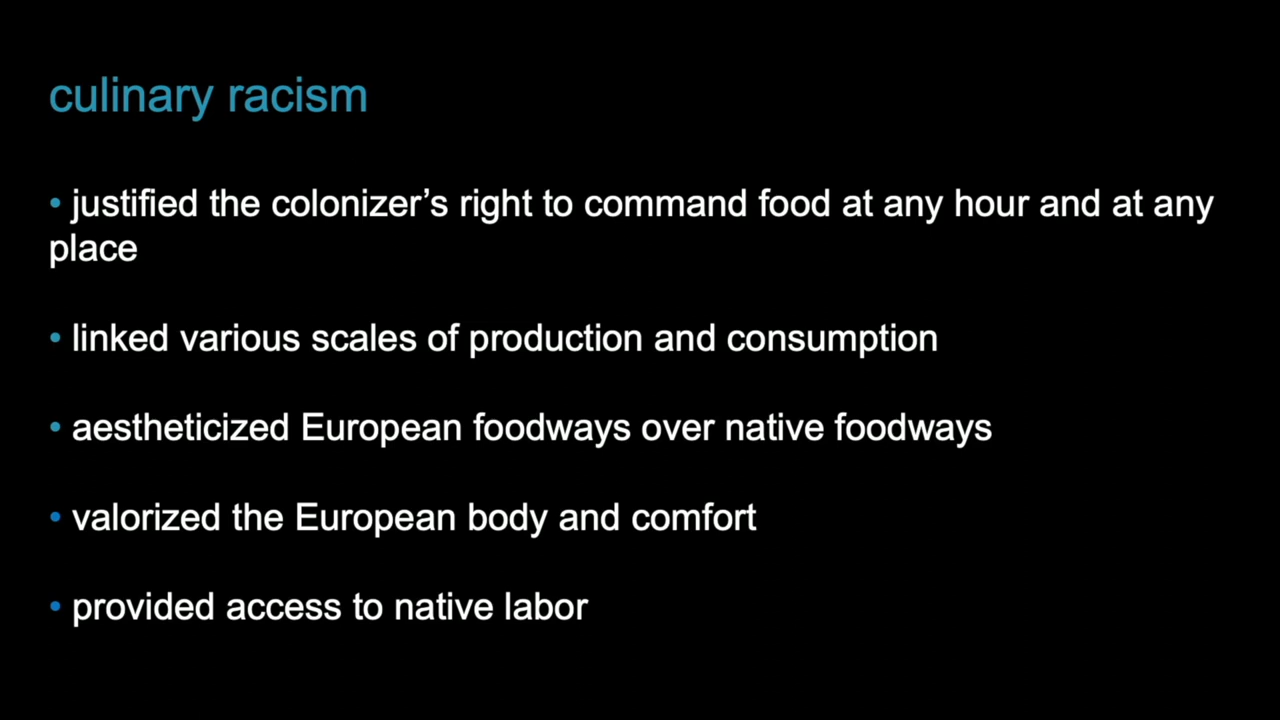 culinary racism
• justified the colonizer’s right to command food at any hour and at any
place
• linked various scales of production and consumption
• aestheticized European foodways over native foodways
• valorized the European body and comfort
• provided access to native labor